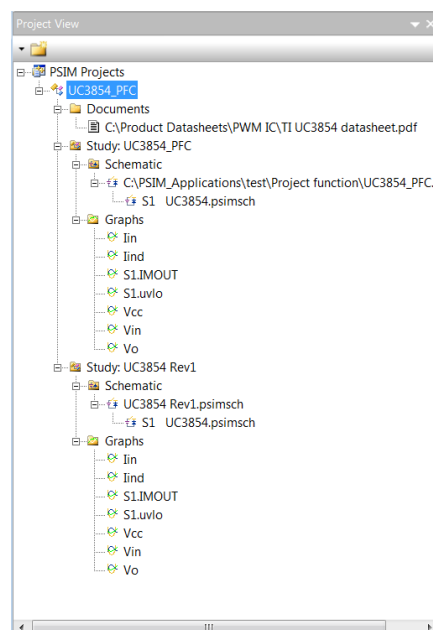 Project View
PSIM Projects
UC3854_PFC
Documents
C:\Product Datasheets\PWM IC\TI UC3854 datasheet.pdf
Study: UC3854_PFC
Schematic
C:\PSIM_Applications\test\Project function\UC3854_PFC.
S1 UC3854.psimsch
Graphs
Iin
Iind
S1.IMOUT
S1.uvlo
Vcc
Vin
Vo
Study: UC3854 Rev1
Schematic
UC3854 Rev1.psimsch
S1 UC3854.psimsch
Graphs
Iin
Iind
S1.IMOUT
S1.uvlo
Vcc
Vin
Vo